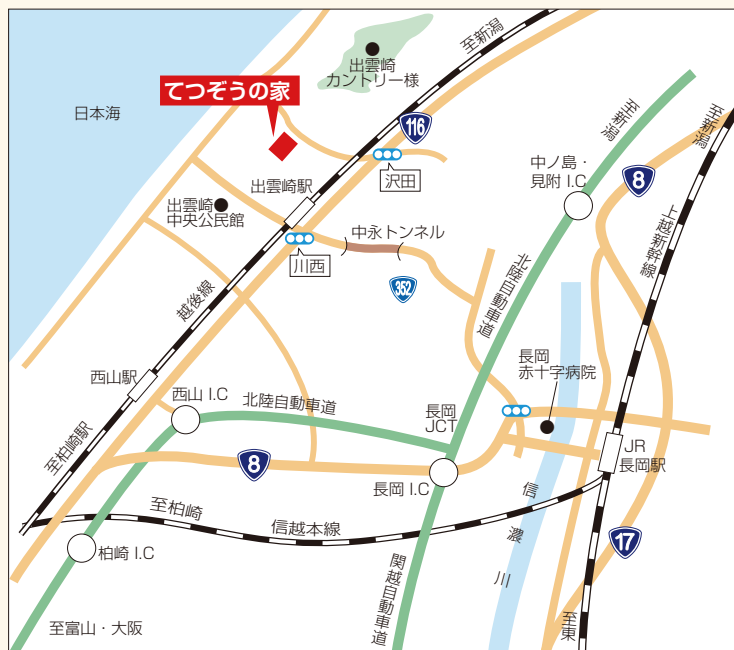 至新潟
出雲崎
カントリー様
日本海
てつぞうの家
116
至新潟
至新潟
沢田
中ノ島・
見附 I.C
8
出雲崎駅
出雲崎
中央公民館
中永トンネル
上越新幹線
川西
北陸自動車道
352
越後線
長岡
赤十字病院
西山駅
西山 I.C
北陸自動車道
長岡
JCT
至柏崎駅
8
JR
長岡駅
長岡 I.C
至柏崎
信越本線
信濃川
17
柏崎 I.C
関越自動車道
至富山・大阪
至東